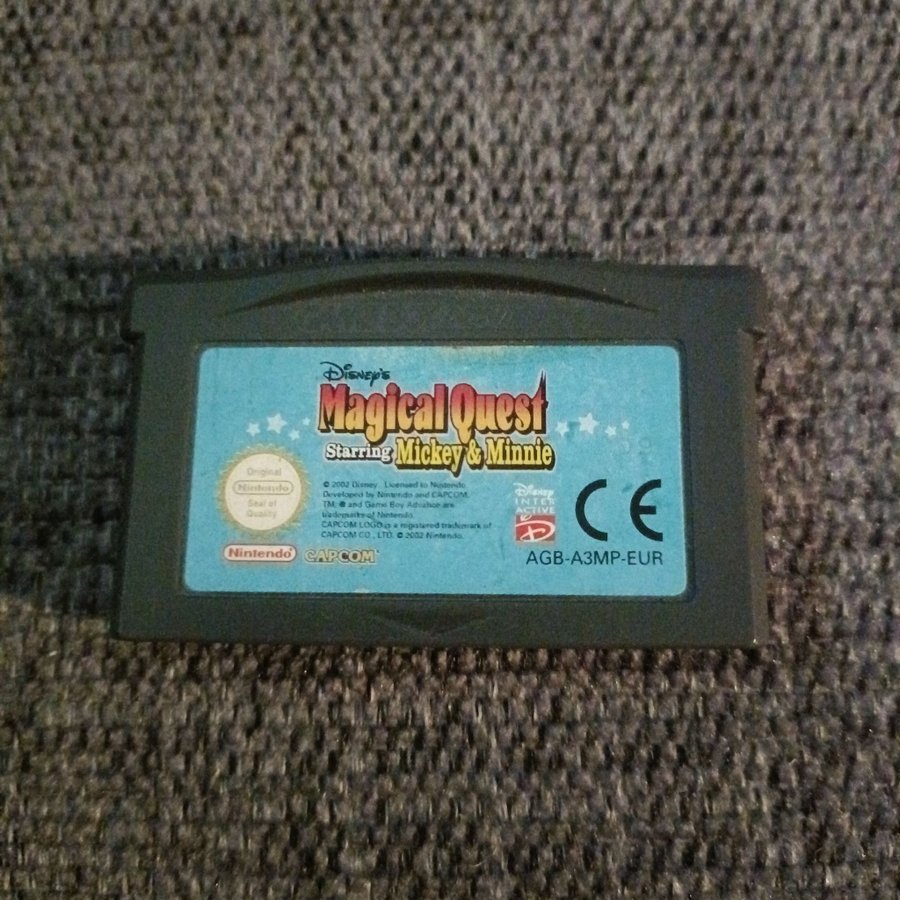 Disney's
Magical Quest
Starring Mickey & Minnie
Original
Nintendo
Seal of
Quality
© 2002 Disney. Licensed to Nintendo.
Developed by Nintendo and CAPCOM.
TM, ® and Game Boy Advance are
trademarks of Nintendo.
CAPCOM LOGO is a registered trademark of
CAPCOM CO., LTD. © 2002 Nintendo.
Disney
INTER
ACTIVE
D
CE
Nintendo
CAPCOM
AGB-A3MP-EUR